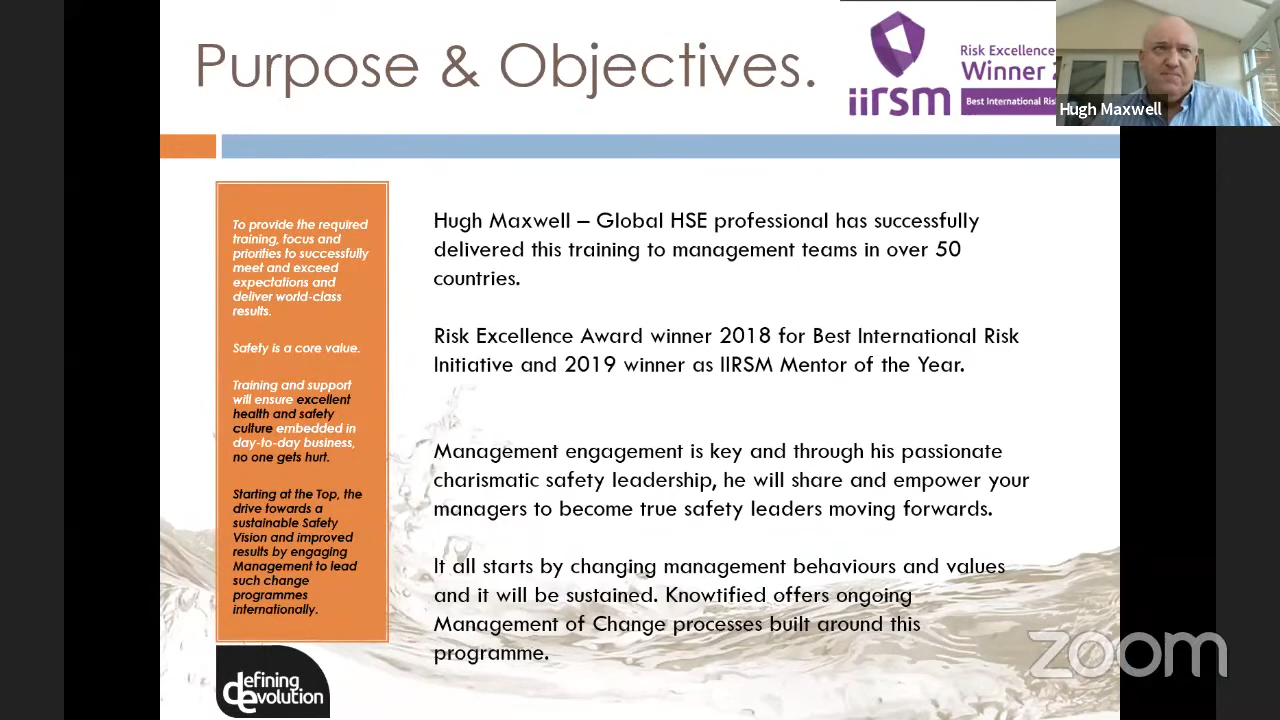 Purpose & Objectives.
Risk Excellence
Winner
iirsm
Best International
Hugh Maxwell
To provide the required
training, focus and
priorities to successfully
meet and exceed
expectations and
deliver world-class
results.
Safety is a core value.
Training and support
will ensure excellent
health and safety
culture embedded in
day-to-day business,
no one gets hurt.
Starting at the Top, the
drive towards a
sustainable Safety
Vision and improved
results by engaging
Management to lead
such change
programmes
internationally.
Hugh Maxwell – Global HSE professional has successfully
delivered this training to management teams in over 50
countries.
Risk Excellence Award winner 2018 for Best International Risk
Initiative and 2019 winner as IIRSM Mentor of the Year.
Management engagement is key and through his passionate
charismatic safety leadership, he will share and empower your
managers to become true safety leaders moving forwards.
It all starts by changing management behaviours and values
and it will be sustained. Knowtified offers ongoing
Management of Change processes built around this
programme.
defining
evolution
zoom